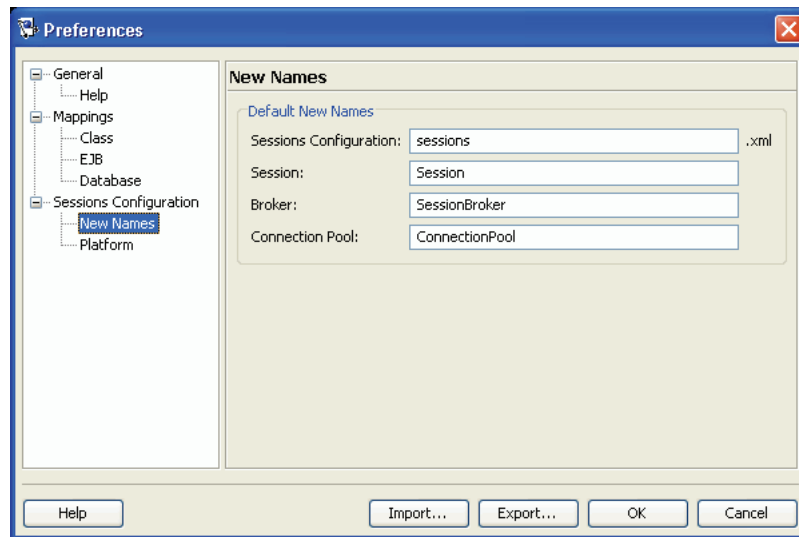 Preferences
General
Help
Mappings
Class
EJB
Database
Sessions Configuration
New Names
Platform
New Names
Default New Names
Sessions Configuration: sessions .xml
Session: Session
Broker: SessionBroker
Connection Pool: ConnectionPool
Help Import... Export... OK Cancel